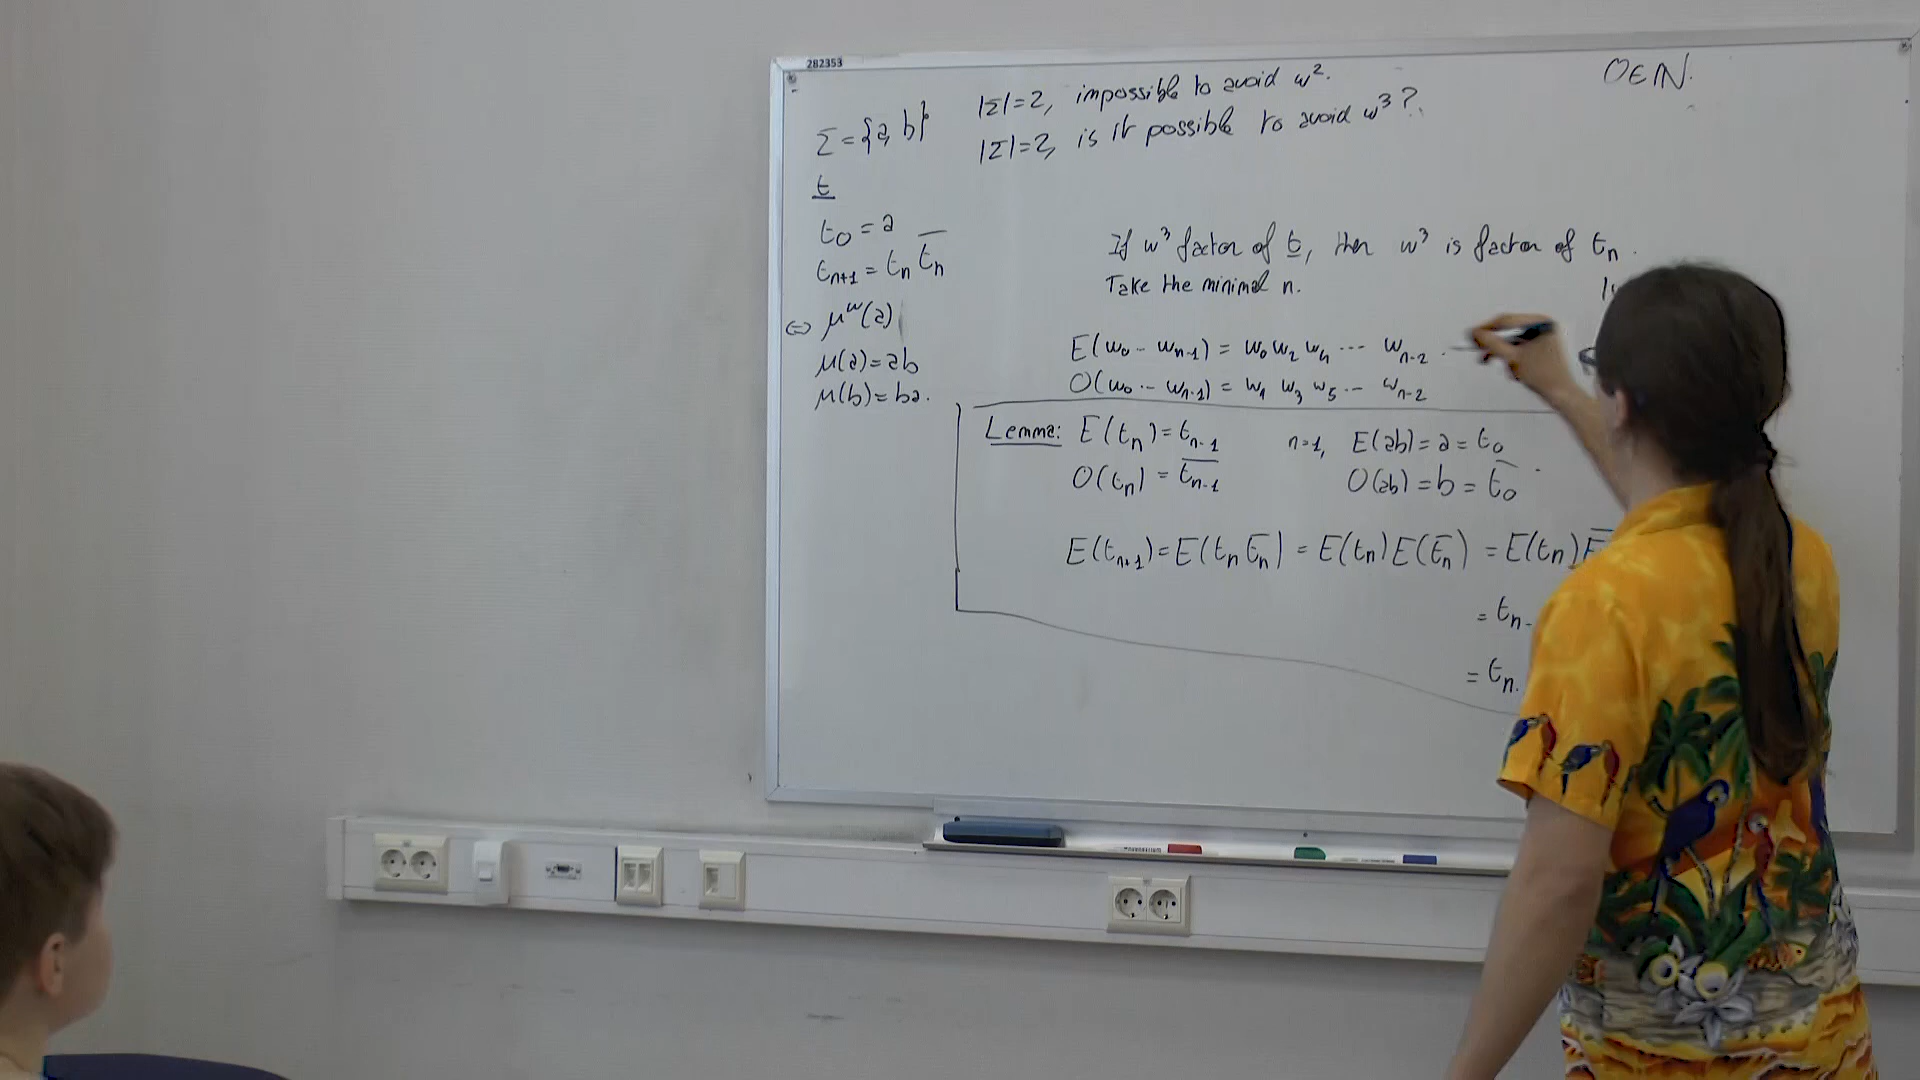 282353
Σ = {a, b}
|Σ|=2, impossible to avoid w².
|Σ|=2, is it possible to avoid w³?
O∈ℕ.
t
t₀ = a
tₙ₊₁ = tₙ t̅ₙ
⇔ μ^ω(a)
μ(a)=ab
μ(b)=ba.
If w³ factor of t, then w³ is factor of tₙ.
Take the minimal n.
E(w₀ - wₙ₋₁) = w₀ w₂ w₄ ... wₙ₋₂.
O(w₀ .. wₙ₋₁) = w₁ w₃ w₅ ... wₙ₋₂
Lemma: E(tₙ) = tₙ₋₁
O(tₙ) = t̅ₙ₋₁
n=1, E(ab) = a = t₀
O(ab) = b = t̅₀.
E(tₙ₊₁) = E(tₙ t̅ₙ) = E(tₙ)E(t̅ₙ) = E(tₙ)E
= tₙ₋
= tₙ.